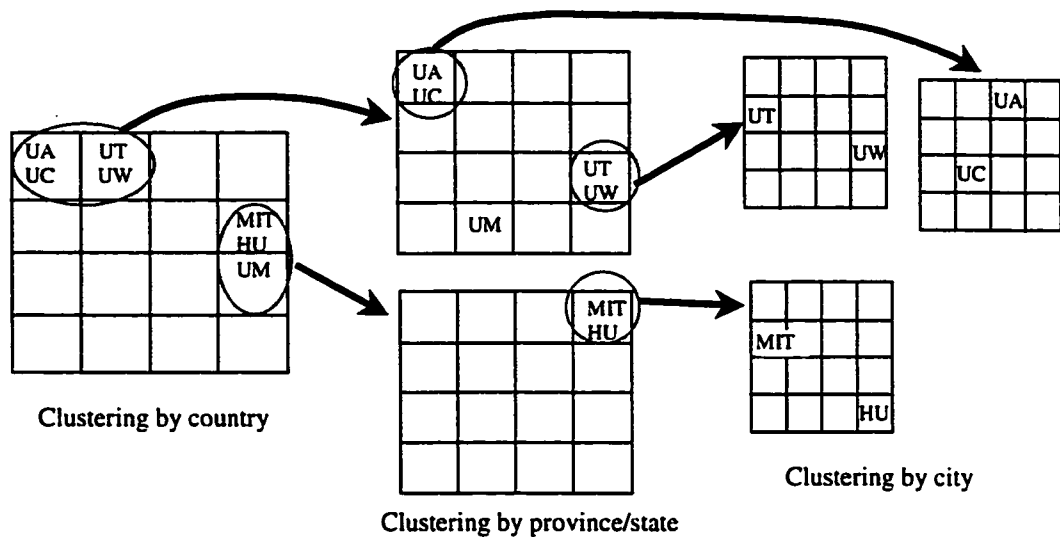 UA UT
UC UW
MIT
HU
UM
Clustering by country
UA
UC
UT
UW
UM
MIT
HU
Clustering by province/state
UT
UW
UA
UC
MIT
HU
Clustering by city